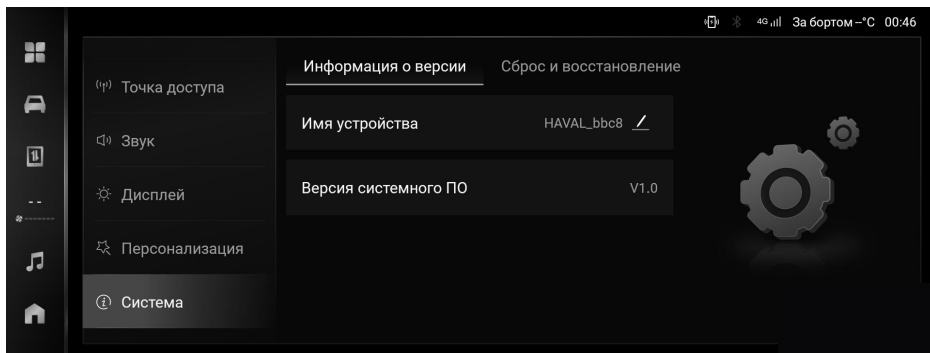 4G За бортом --°C 00:46
Информация о версии Сброс и восстановление
Точка доступа
Имя устройства HAVAL_bbc8
Звук
Версия системного ПО V1.0
Дисплей
--
Персонализация
Система